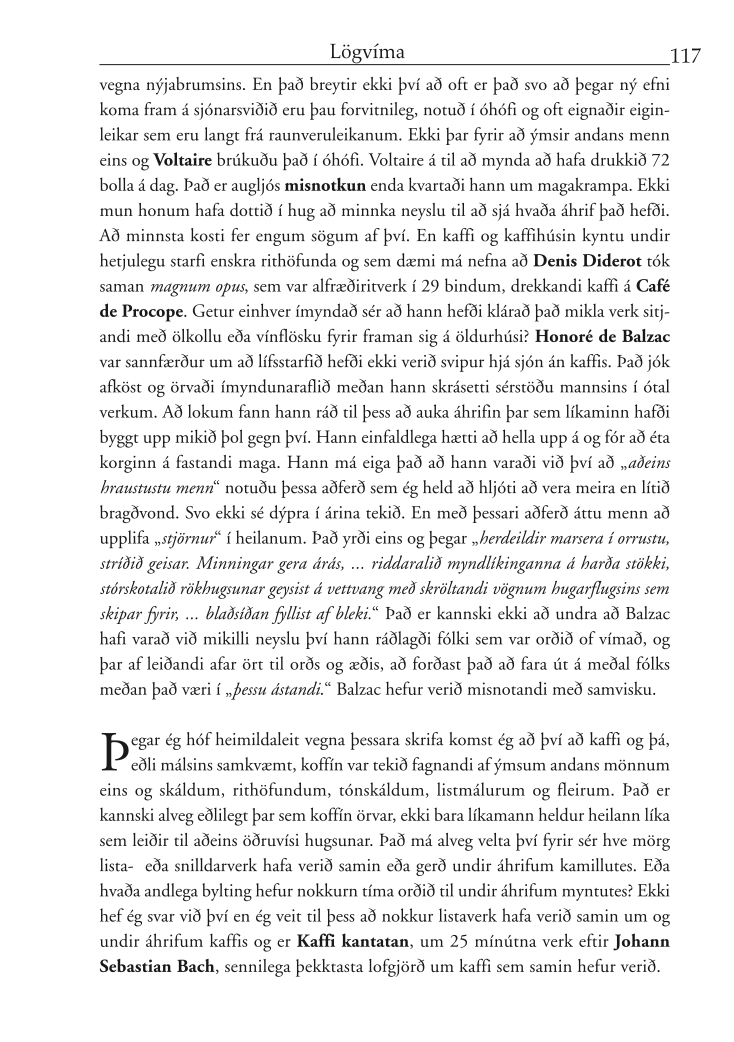 Lögvíma
117
vegna nýjabrumsins. En það breytir ekki því að oft er það svo að þegar ný efni
koma fram á sjónarsviðið eru þau forvitnileg, notuð í óhófi og oft eignaðir eigin-
leikar sem eru langt frá raunveruleikanum. Ekki þar fyrir að ýmsir andans menn
eins og Voltaire brúkuðu það í óhófi. Voltaire á til að mynda að hafa drukkið 72
bolla á dag. Það er augljós misnotkun enda kvartaði hann um magakrampa. Ekki
mun honum hafa dottið í hug að minnka neyslu til að sjá hvaða áhrif það hefði.
Að minnsta kosti fer engum sögum af því. En kaffi og kaffihúsin kyntu undir
hetjulegu starfi enskra rithöfunda og sem dæmi má nefna að Denis Diderot tók
saman magnum opus, sem var alfræðiritverk í 29 bindum, drekkandi kaffi á Café
de Procope. Getur einhver ímyndað sér að hann hefði klárað það mikla verk sitj-
andi með ölkollu eða vínflösku fyrir framan sig á öldurhúsi? Honoré de Balzac
var sannfærður um að lífsstarfið hefði ekki verið svipur hjá sjón án kaffis. Það jók
afköst og örvaði ímyndunaraflið meðan hann skrásetti sérstöðu mannsins í ótal
verkum. Að lokum fann hann ráð til þess að auka áhrifin þar sem líkaminn hafði
byggt upp mikið þol gegn því. Hann einfaldlega hætti að hella upp á og fór að éta
korginn á fastandi maga. Hann má eiga það að hann varaði við því að „aðeins
hraustustu menn“ notuðu þessa aðferð sem ég held að hljóti að vera meira en lítið
bragðvond. Svo ekki sé dýpra í árina tekið. En með þessari aðferð áttu menn að
upplifa „stjörnur“ í heilanum. Það yrði eins og þegar „herdeildir marsera í orrustu,
stríðið geisar. Minningar gera árás, ... riddaralið myndlíkinganna á harða stökki,
stórskotalið rökhugsunar geysist á vettvang með skröltandi vögnum hugarflugsins sem
skipar fyrir, ... blaðsíðan fyllist af bleki.“ Það er kannski ekki að undra að Balzac
hafi varað við mikilli neyslu því hann ráðlagði fólki sem var orðið of vímað, og
þar af leiðandi afar ört til orðs og æðis, að forðast það að fara út á meðal fólks
meðan það væri í „þessu ástandi.“ Balzac hefur verið misnotandi með samvisku.
Þegar ég hóf heimildaleit vegna þessara skrifa komst ég að því að kaffi og þá,
eðli málsins samkvæmt, koffín var tekið fagnandi af ýmsum andans mönnum
eins og skáldum, rithöfundum, tónskáldum, listmálurum og fleirum. Það er
kannski alveg eðlilegt þar sem koffín örvar, ekki bara líkamann heldur heilann líka
sem leiðir til aðeins öðruvísi hugsunar. Það má alveg velta því fyrir sér hve mörg
lista- eða snilldarverk hafa verið samin eða gerð undir áhrifum kamillutes. Eða
hvaða andlega bylting hefur nokkurn tíma orðið til undir áhrifum myntutes? Ekki
hef ég svar við því en ég veit til þess að nokkur listaverk hafa verið samin um og
undir áhrifum kaffis og er Kaffi kantatan, um 25 mínútna verk eftir Johann
Sebastian Bach, sennilega þekktasta lofgjörð um kaffi sem samin hefur verið.